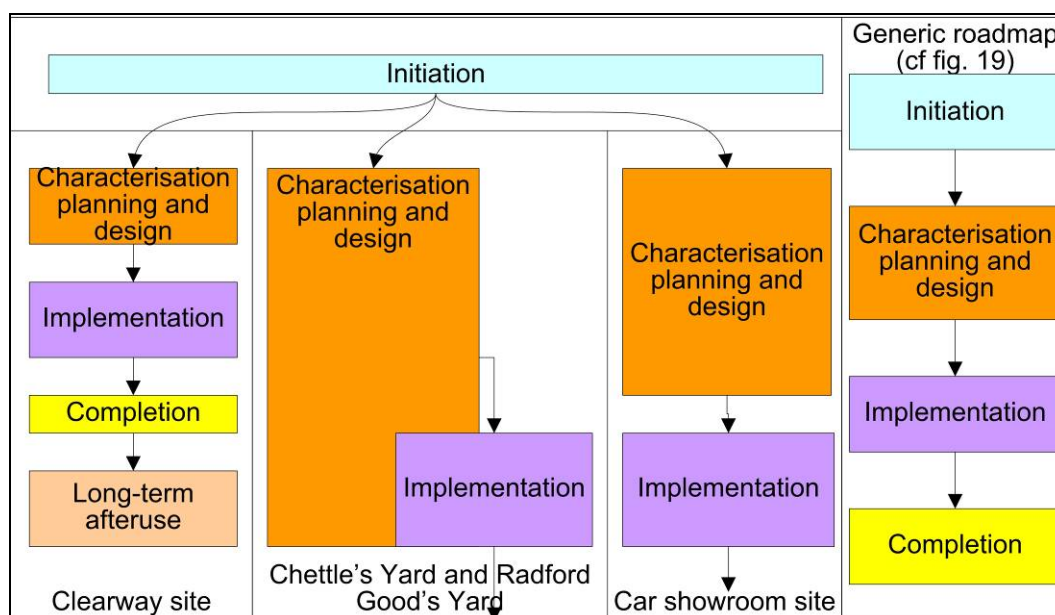 Initiation
Characterisation
planning and
design
Implementation
Completion
Long-term
afteruse
Clearway site
Characterisation
planning and
design
Implementation
Chettle's Yard and Radford
Good's Yard
Characterisation
planning and
design
Implementation
Car showroom site
Generic roadmap
(cf fig. 19)
Initiation
Characterisation
planning and
design
Implementation
Completion